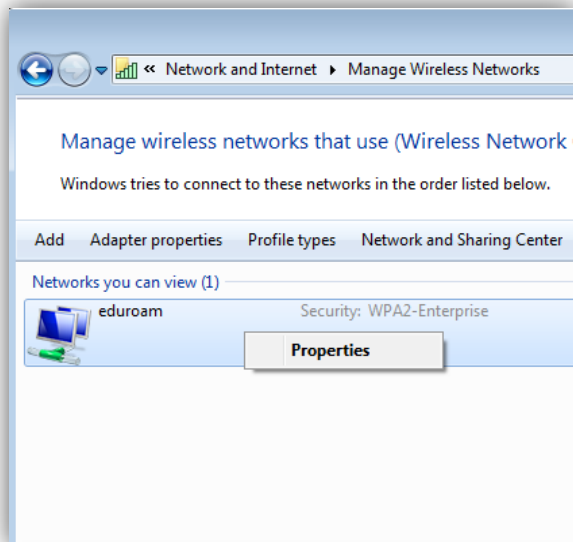 « Network and Internet ▸ Manage Wireless Networks
Manage wireless networks that use (Wireless Network
Windows tries to connect to these networks in the order listed below.
Add Adapter properties Profile types Network and Sharing Center
Networks you can view (1)
eduroam Security: WPA2-Enterprise
Properties